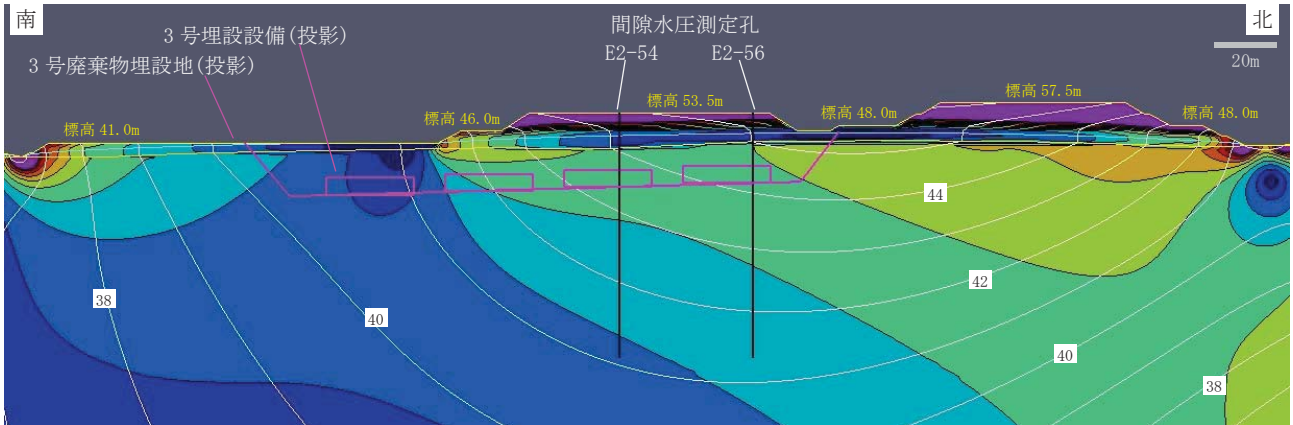 南
北
3 号埋設設備(投影)
3 号廃棄物埋設地(投影)
間隙水圧測定孔
E2-54
E2-56
20m
標高 41.0m
標高 46.0m
標高 53.5m
標高 48.0m
標高 57.5m
標高 48.0m
44
42
38
40
40
38